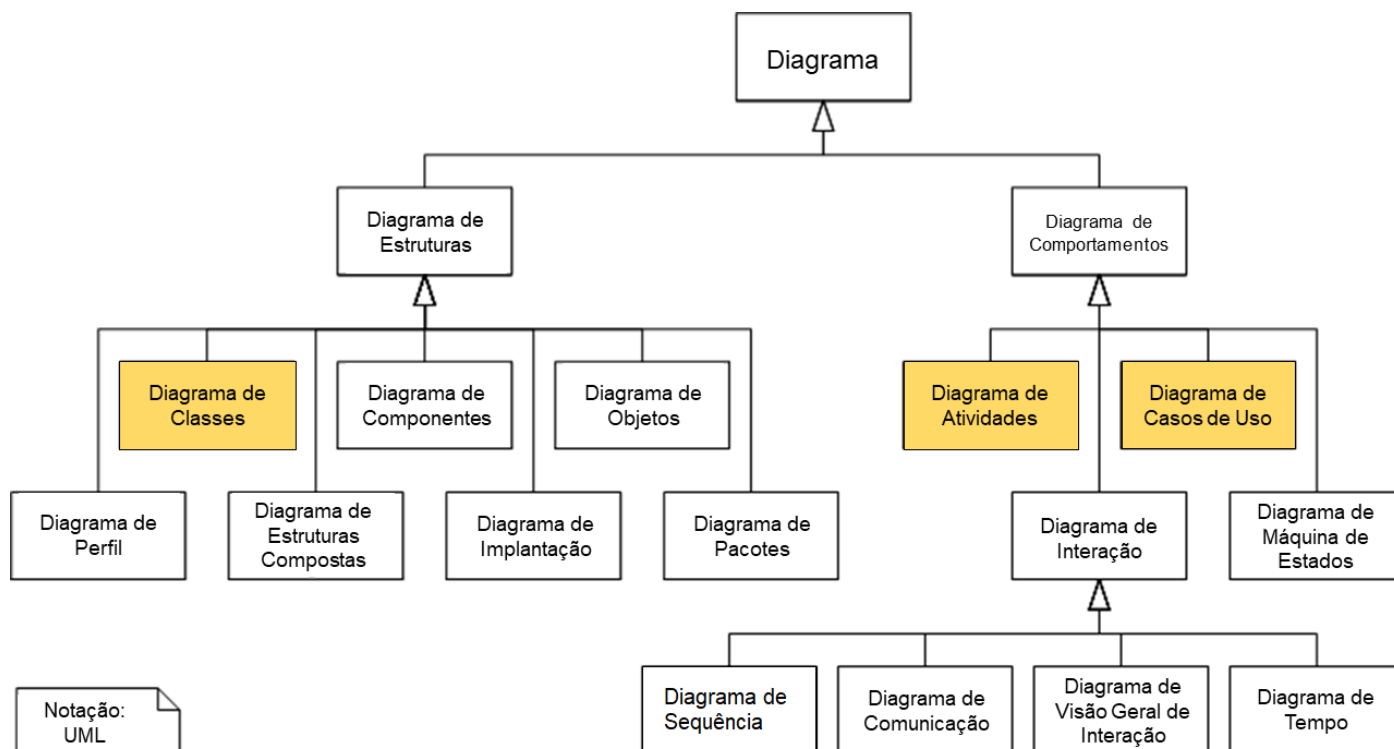 Diagrama
Diagrama de
Estruturas
Diagrama de
Comportamentos
Diagrama de
Classes
Diagrama de
Componentes
Diagrama de
Objetos
Diagrama de
Atividades
Diagrama de
Casos de Uso
Diagrama de
Perfil
Diagrama de
Estruturas
Compostas
Diagrama de
Implantação
Diagrama de
Pacotes
Diagrama de
Interação
Diagrama de
Máquina de
Estados
Diagrama de
Sequência
Diagrama de
Comunicação
Diagrama de
Visão Geral de
Interação
Diagrama de
Tempo
Notação:
UML